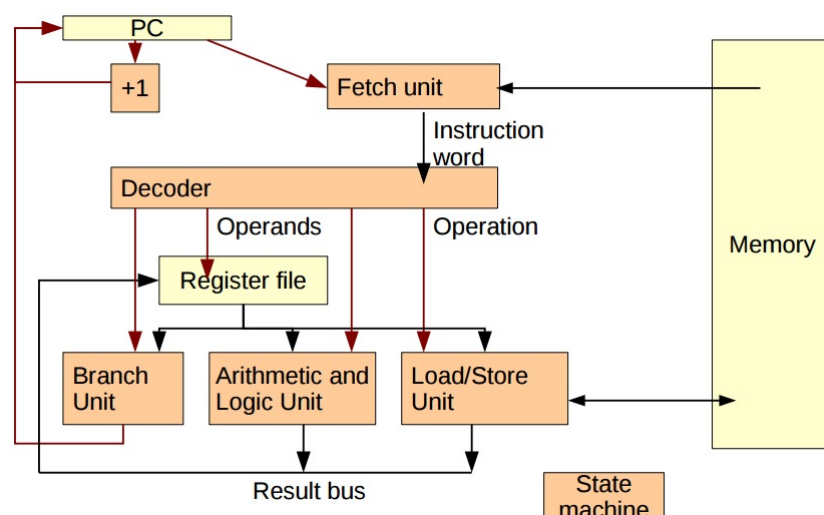 PC
+1
Fetch unit
Instruction
word
Decoder
Operands
Operation
Memory
Register file
Branch
Unit
Arithmetic and
Logic Unit
Load/Store
Unit
Result bus
State
machine